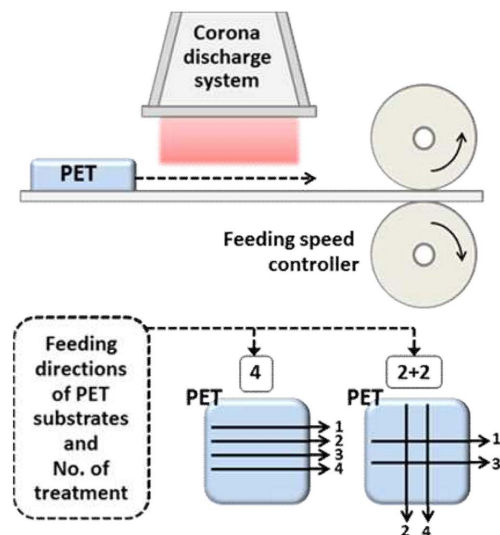 Corona
discharge
system
PET
Feeding speed
controller
Feeding
directions
of PET
substrates
and
No. of
treatment
4
PET
1
2
3
4
2+2
PET
1
3
2 4